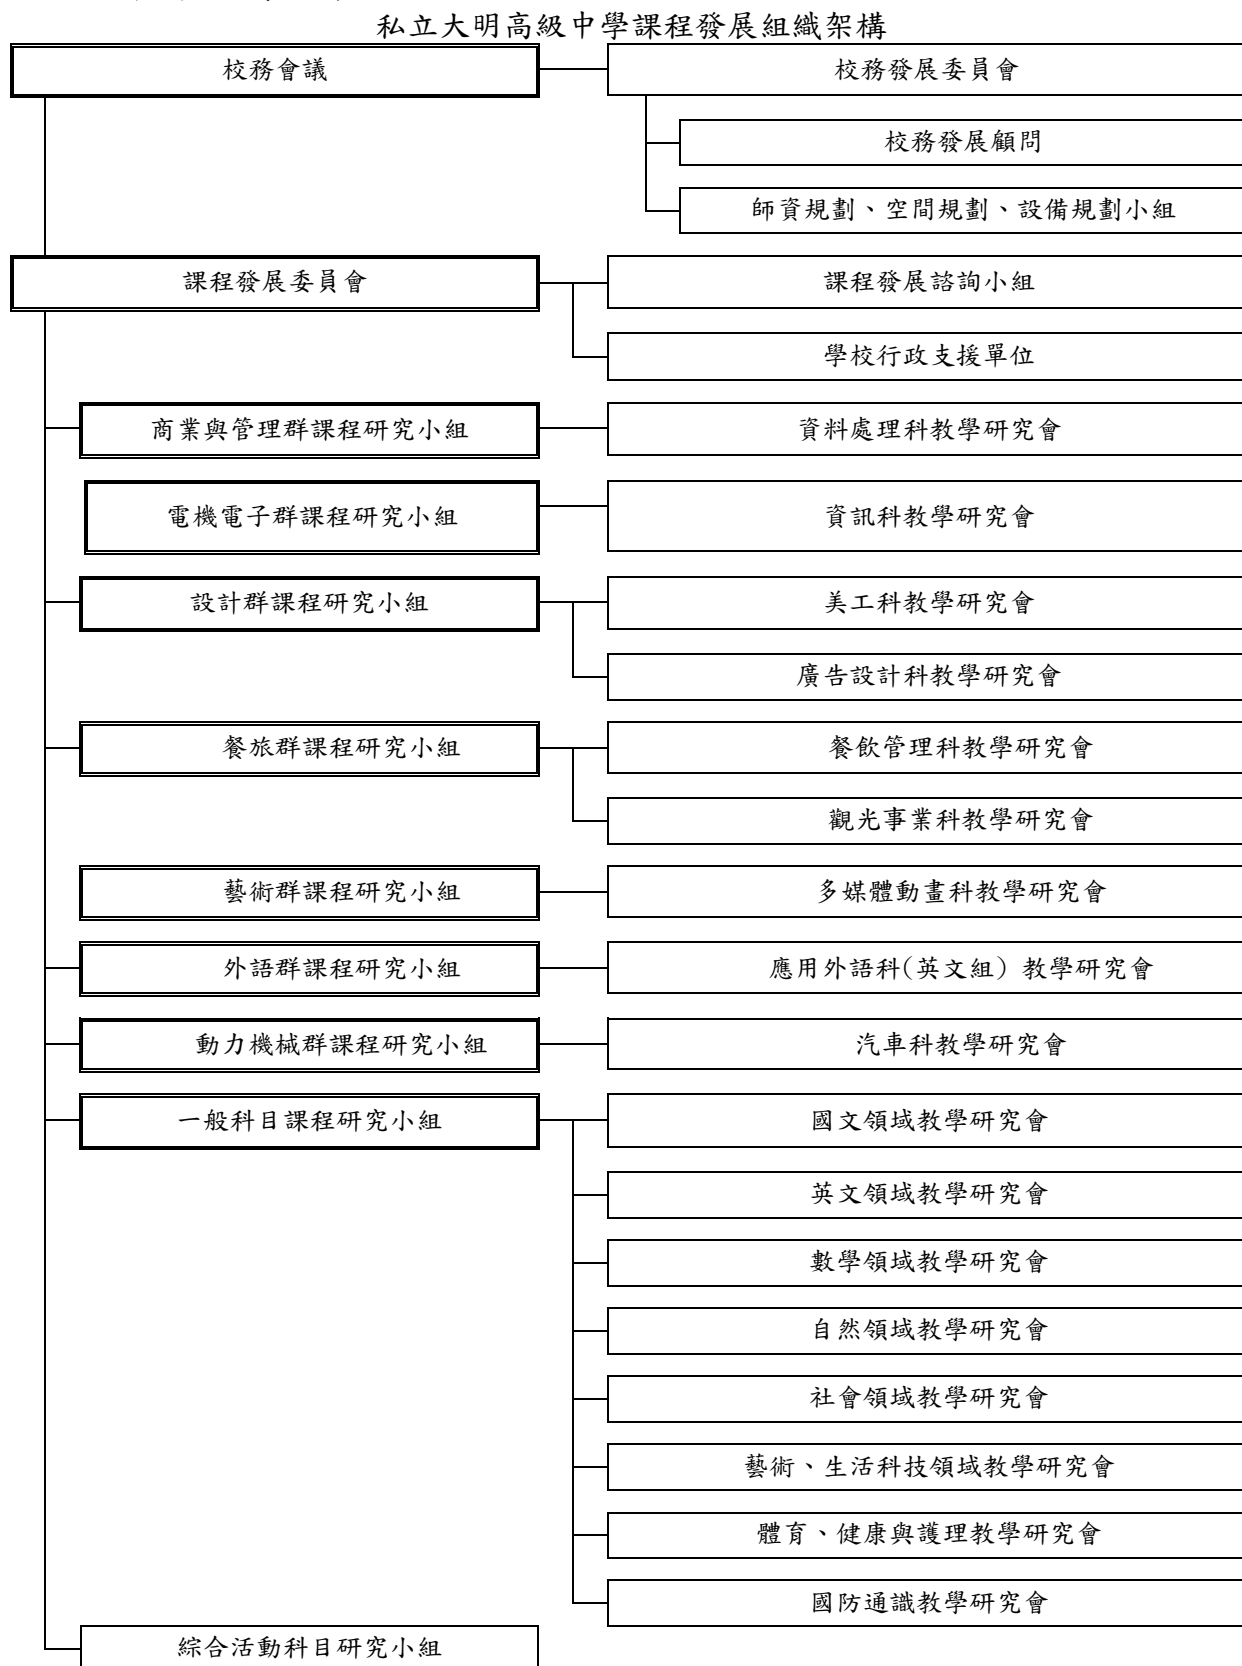 私立大明高級中學課程發展組織架構
校務會議
校務發展委員會
校務發展顧問
師資規劃、空間規劃、設備規劃小組
課程發展委員會
課程發展諮詢小組
學校行政支援單位
商業與管理群課程研究小組
資料處理科教學研究會
電機電子群課程研究小組
資訊科教學研究會
設計群課程研究小組
美工科教學研究會
廣告設計科教學研究會
餐旅群課程研究小組
餐飲管理科教學研究會
觀光事業科教學研究會
藝術群課程研究小組
多媒體動畫科教學研究會
外語群課程研究小組
應用外語科(英文組) 教學研究會
動力機械群課程研究小組
汽車科教學研究會
一般科目課程研究小組
國文領域教學研究會
英文領域教學研究會
數學領域教學研究會
自然領域教學研究會
社會領域教學研究會
藝術、生活科技領域教學研究會
體育、健康與護理教學研究會
國防通識教學研究會
綜合活動科目研究小組